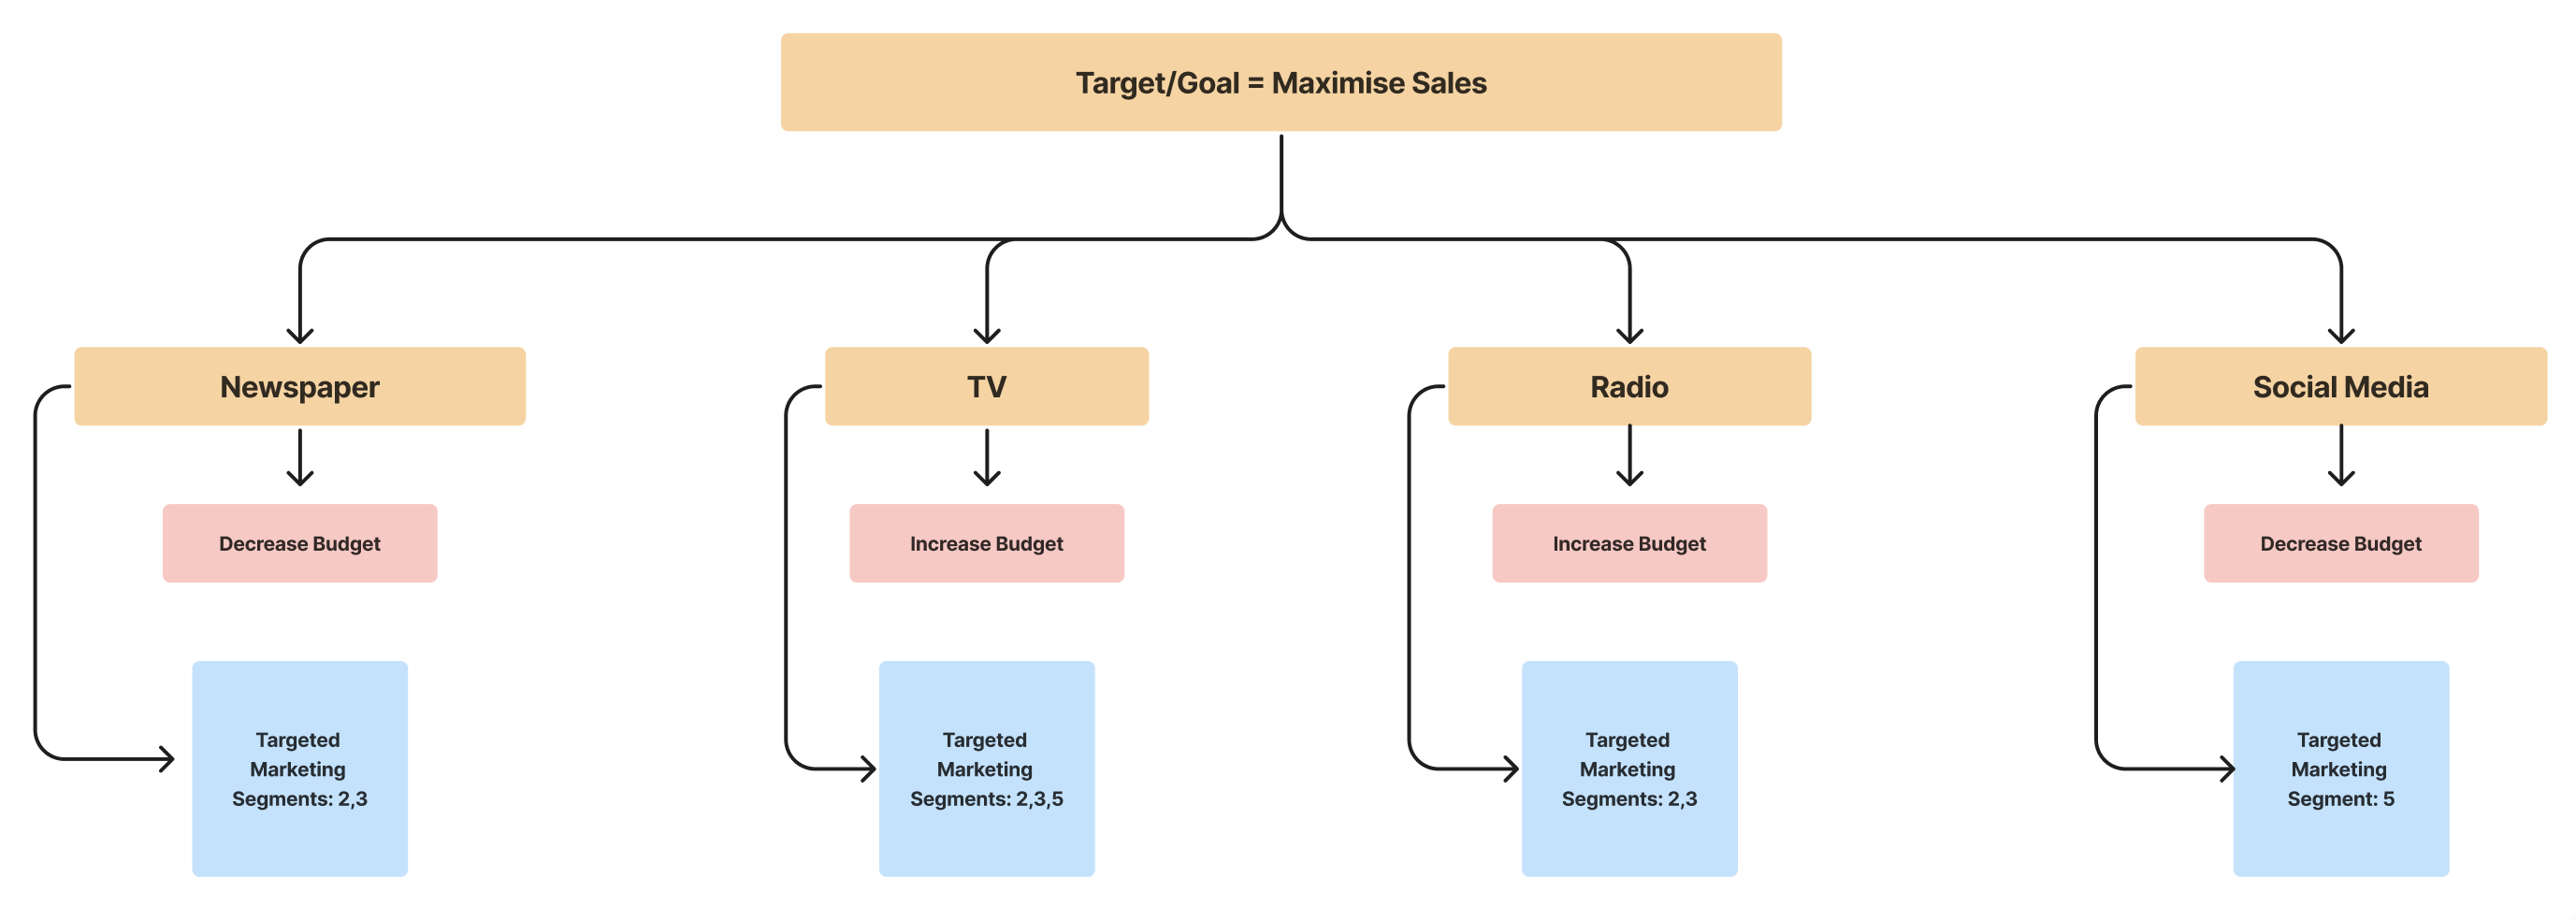 Target/Goal = Maximise Sales
Newspaper
TV
Radio
Social Media
Decrease Budget
Increase Budget
Increase Budget
Decrease Budget
Targeted
Marketing
Segments: 2,3
Targeted
Marketing
Segments: 2,3,5
Targeted
Marketing
Segments: 2,3
Targeted
Marketing
Segment: 5